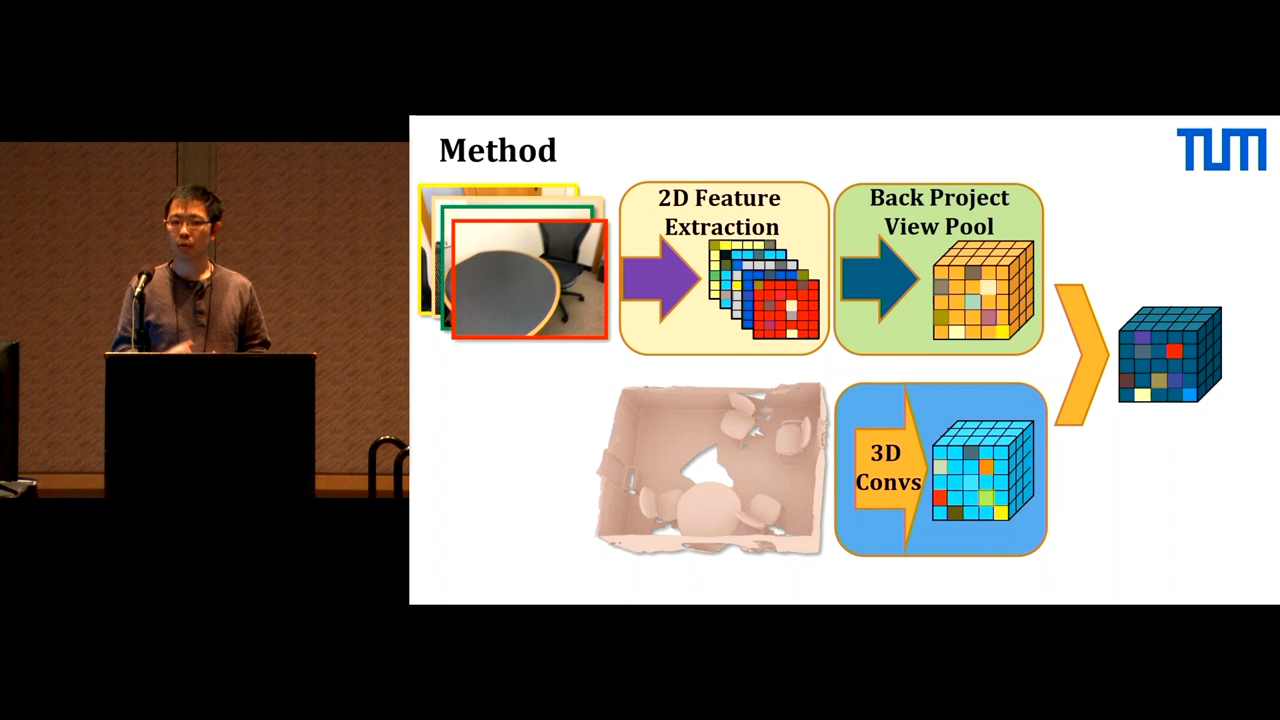 Method
TUM
2D Feature
Extraction
Back Project
View Pool
3D
Convs